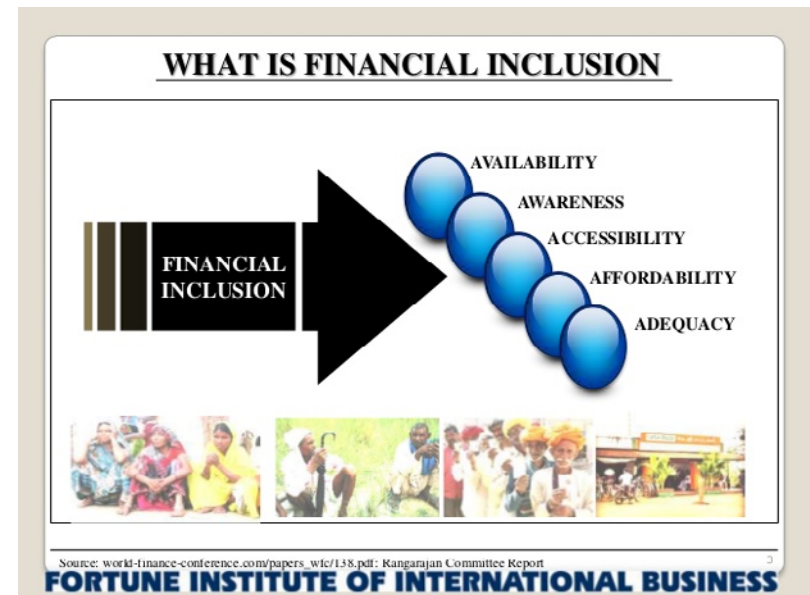 WHAT IS FINANCIAL INCLUSION
AVAILABILITY
AWARENESS
ACCESSIBILITY
FINANCIAL
INCLUSION
AFFORDABILITY
ADEQUACY
Source: world-finance-conference.com/papers_wfc/138.pdf: Rangarajan Committee Report
FORTUNE INSTITUTE OF INTERNATIONAL BUSINESS